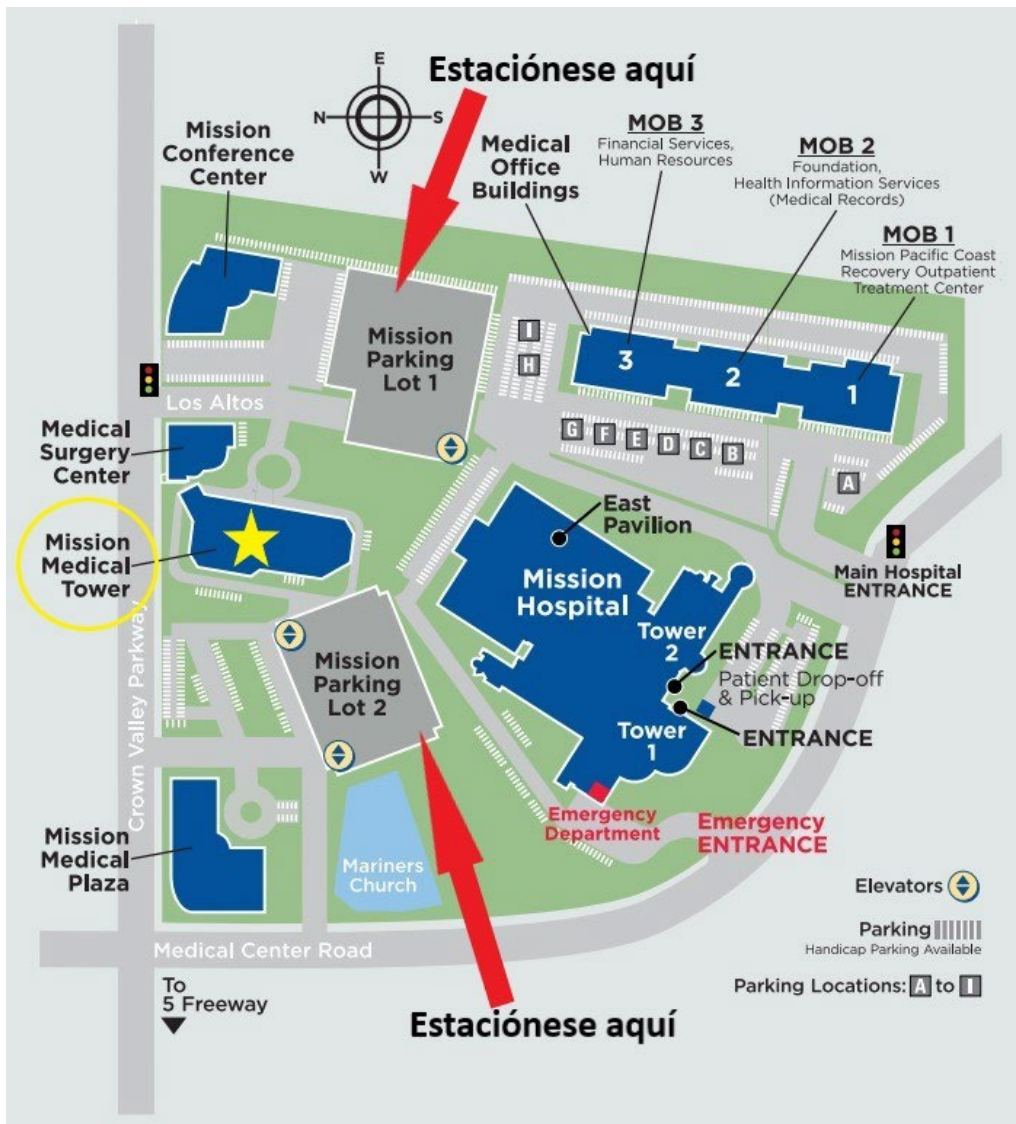 Estaciónese aquí
E
N
S
W
Mission
Conference
Center
Medical
Office
Buildings
MOB 3
Financial Services,
Human Resources
MOB 2
Foundation,
Health Information Services
(Medical Records)
MOB 1
Mission Pacific Coast
Recovery Outpatient
Treatment Center
Mission
Parking
Lot 1
I
H
3
2
1
Los Altos
G
F
E
D
C
B
A
Medical
Surgery
Center
Mission
Medical
Tower
East
Pavilion
Mission
Hospital
Main Hospital
ENTRANCE
Tower
2
ENTRANCE
Patient Drop-off
& Pick-up
ENTRANCE
Tower
1
Mission
Parking
Lot 2
Crown Valley Parkway
Emergency
Department
Emergency
ENTRANCE
Mission
Medical
Plaza
Mariners
Church
Elevators
Parking
Handicap Parking Available
Parking Locations: A to I
Medical Center Road
To
5 Freeway
Estaciónese aquí